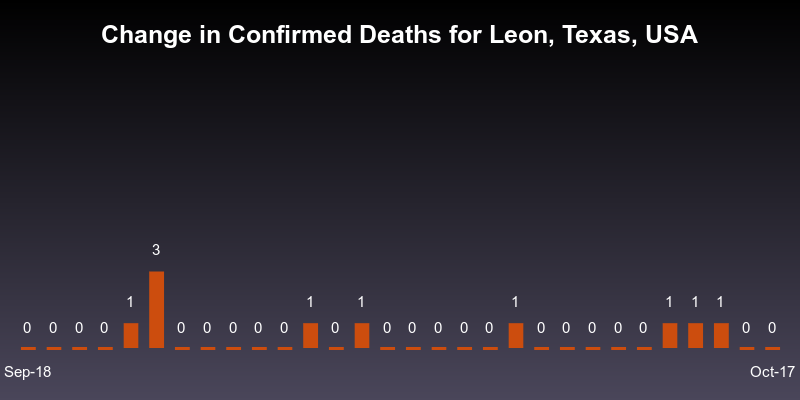 Change in Confirmed Deaths for Leon, Texas, USA
3
1 1 1 1 1 1 1
0 0 0 0 0 0 0 0 0 0 0 0 0 0 0 0 0 0 0 0 0 0
Sep-18 Oct-17